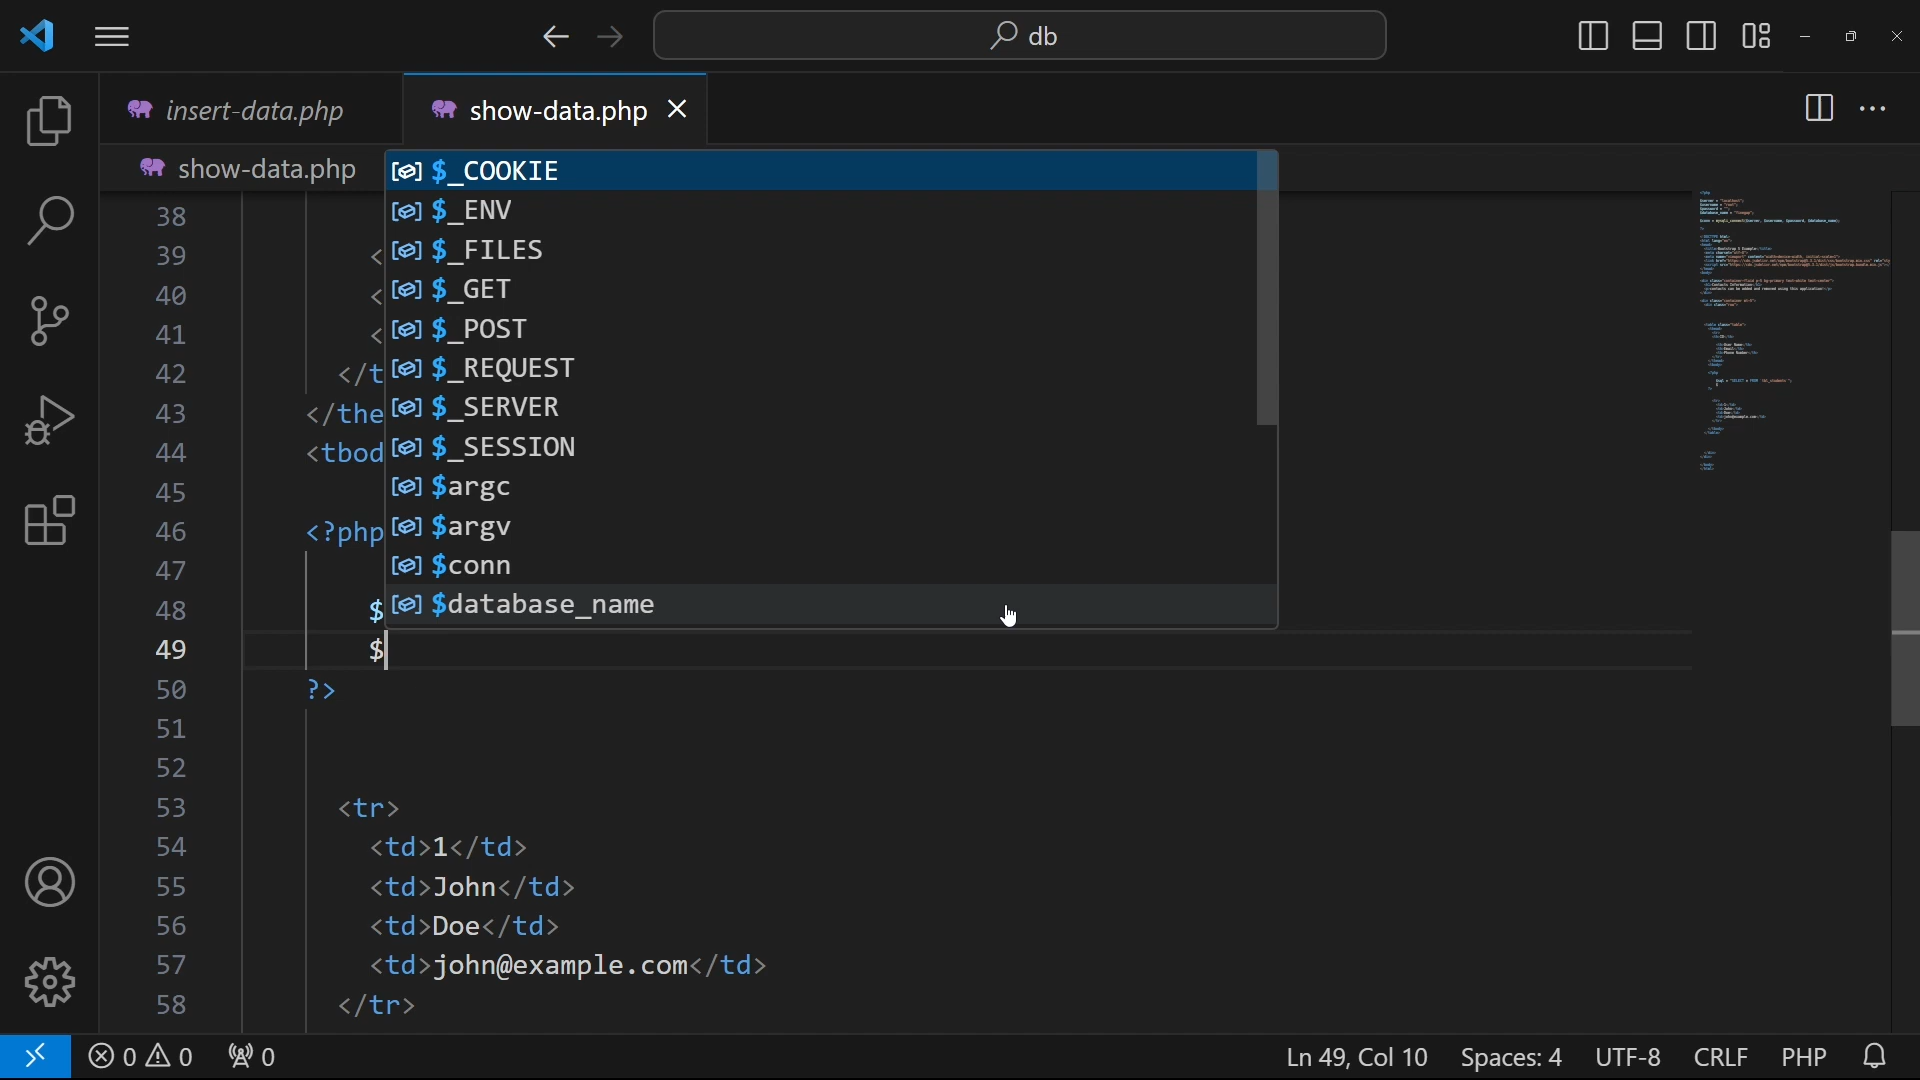 db
insert-data.php
show-data.php
show-data.php
$_COOKIE
$_ENV
$_FILES
$_GET
$_POST
$_REQUEST
$_SERVER
$_SESSION
$argc
$argv
$conn
$database_name
38
39 <
40 <
41 <
42 </t
43 </the
44 <tbod
45
46 <?php
47
48 $
49 $
50 ?>
51
52
53 <tr>
54 <td>1</td>
55 <td>John</td>
56 <td>Doe</td>
57 <td>john@example.com</td>
58 </tr>
0 0 0 Ln 49, Col 10 Spaces: 4 UTF-8 CRLF PHP